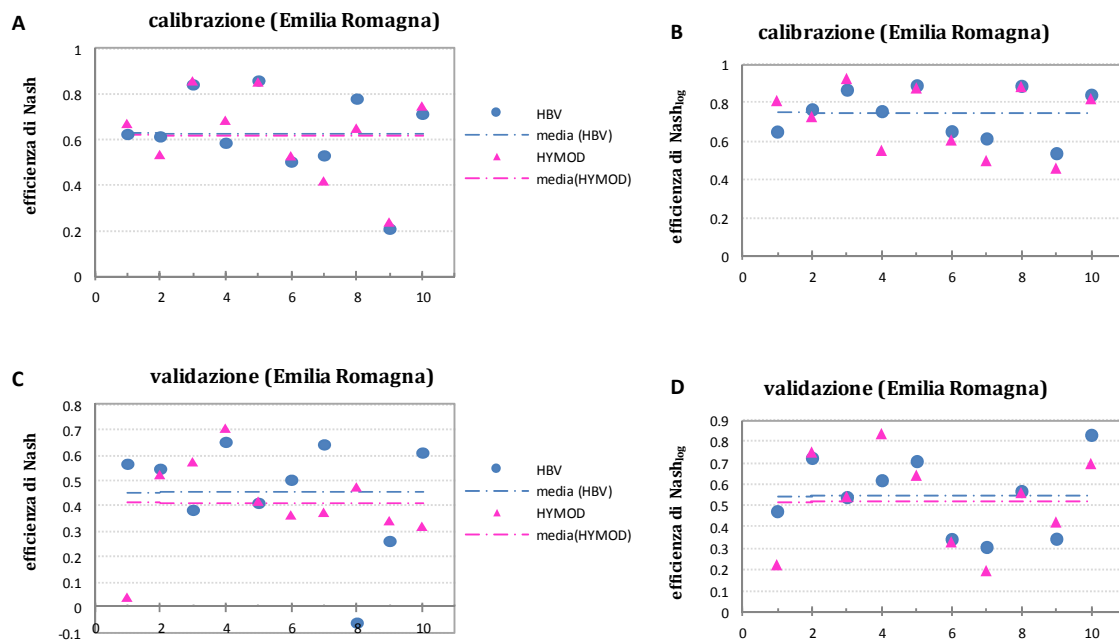 A
calibrazione (Emilia Romagna)
efficienza di Nash
1
0.8
0.6
0.4
0.2
0
0 2 4 6 8 10
HBV
media (HBV)
HYMOD
media(HYMOD)
B
calibrazione (Emilia Romagna)
efficienza di Nashlog
1
0.8
0.6
0.4
0.2
0
0 2 4 6 8 10
C
validazione (Emilia Romagna)
efficienza di Nash
0.8
0.7
0.6
0.5
0.4
0.3
0.2
0.1
0
-0.1
0 2 4 6 8 10
HBV
media (HBV)
HYMOD
media(HYMOD)
D
validazione (Emilia Romagna)
efficienza di Nashlog
0.9
0.8
0.7
0.6
0.5
0.4
0.3
0.2
0.1
0
0 2 4 6 8 10